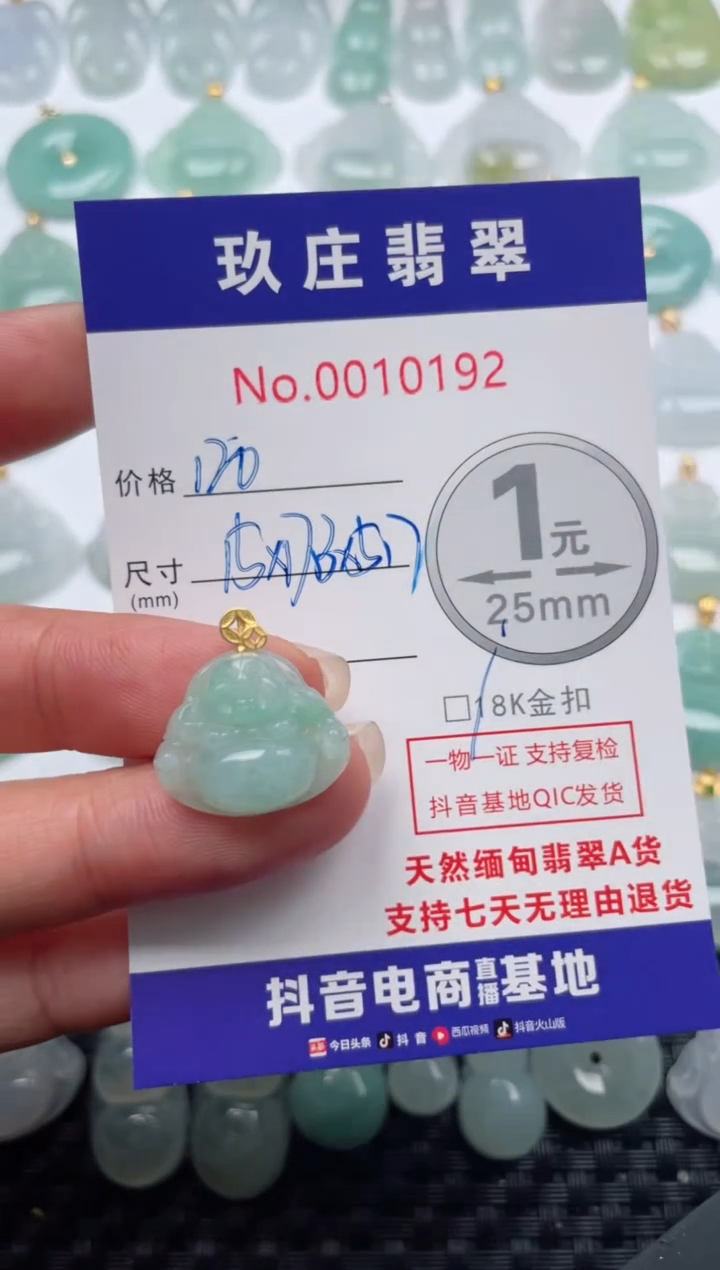 玖庄翡翠
No.0010192
价格
尺寸
(mm)
1元
25mm
□18K金扣
一物一证 支持复检
抖音基地QIC发货
天然缅甸翡翠A货
支持七天无理由退货
抖音电商直播基地
头条 今日头条 抖音 西瓜视频 抖音火山版